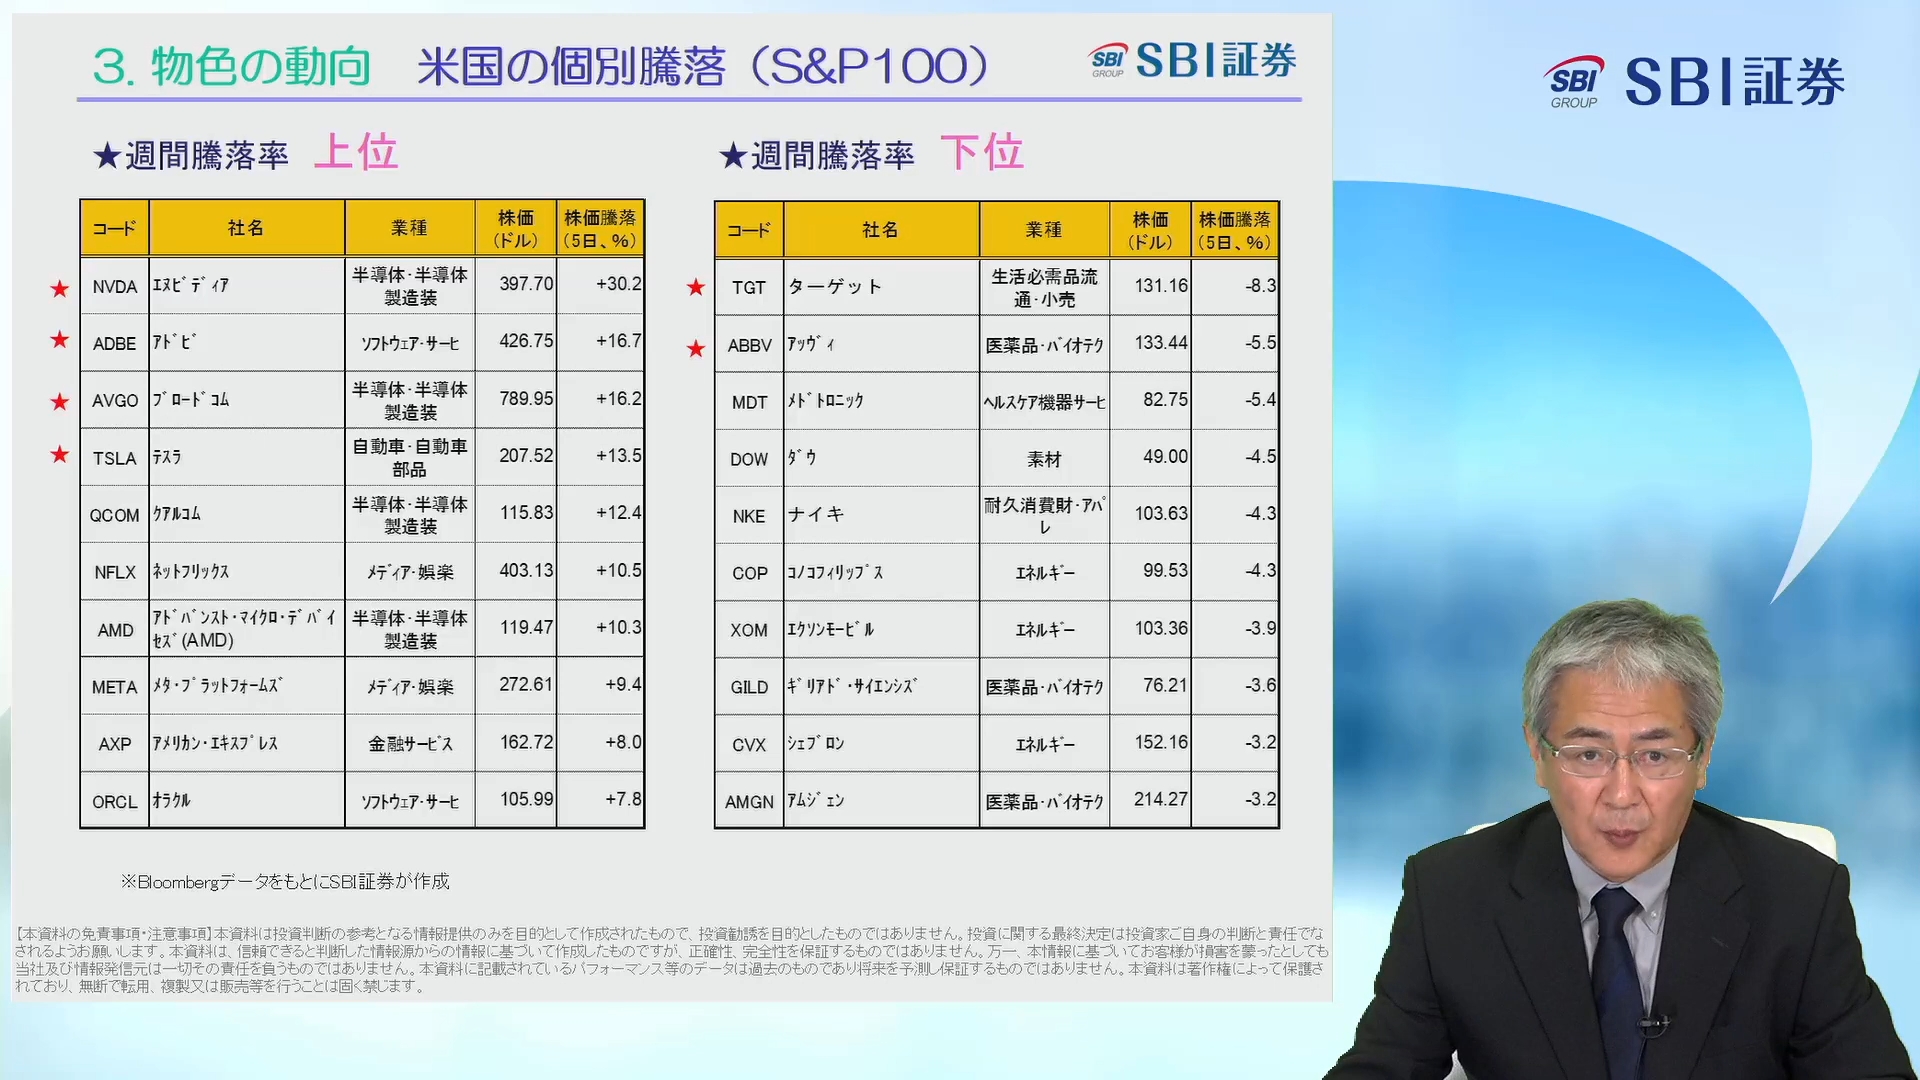 3. 物色の動向 米国の個別騰落（S&P100）
SBI GROUP SBI証券
SBI GROUP SBI証券
★週間騰落率 上位
コード 社名 業種 株価（ドル） 株価騰落（5日、%）
★ NVDA ｴﾇﾋﾞﾃﾞｨｱ 半導体･半導体製造装 397.70 +30.2
★ ADBE ｱﾄﾞﾋﾞ ｿﾌﾄｳｪｱ･ｻｰﾋ 426.75 +16.7
★ AVGO ﾌﾞﾛｰﾄﾞｺﾑ 半導体･半導体製造装 789.95 +16.2
★ TSLA ﾃｽﾗ 自動車･自動車部品 207.52 +13.5
QCOM ｸｱﾙｺﾑ 半導体･半導体製造装 115.83 +12.4
NFLX ﾈｯﾄﾌﾘｯｸｽ ﾒﾃﾞｨｱ･娯楽 403.13 +10.5
AMD ｱﾄﾞﾊﾞﾝｽﾄ･ﾏｲｸﾛ･ﾃﾞﾊﾞｲｾｽﾞ(AMD) 半導体･半導体製造装 119.47 +10.3
META ﾒﾀ･ﾌﾟﾗｯﾄﾌｫｰﾑｽﾞ ﾒﾃﾞｨｱ･娯楽 272.61 +9.4
AXP ｱﾒﾘｶﾝ･ｴｷｽﾌﾟﾚｽ 金融ｻｰﾋﾞｽ 162.72 +8.0
ORCL ｵﾗｸﾙ ｿﾌﾄｳｪｱ･ｻｰﾋ 105.99 +7.8
★週間騰落率 下位
コード 社名 業種 株価（ドル） 株価騰落（5日、%）
★ TGT ターゲット 生活必需品流通･小売 131.16 -8.3
★ ABBV ｱｯｳﾞｨ 医薬品･ﾊﾞｲｵﾃｸ 133.44 -5.5
MDT ﾒﾄﾞﾄﾛﾆｯｸ ﾍﾙｽｹｱ機器ｻｰﾋ 82.75 -5.4
DOW ﾀﾞｳ 素材 49.00 -4.5
NKE ナイキ 耐久消費財･ｱﾊﾟﾚ 103.63 -4.3
COP ｺﾉｺﾌｨﾘｯﾌﾟｽ ｴﾈﾙｷﾞｰ 99.53 -4.3
XOM ｴｸｿﾝﾓｰﾋﾞﾙ ｴﾈﾙｷﾞｰ 103.36 -3.9
GILD ｷﾞﾘｱﾄﾞ･ｻｲｴﾝｼｽﾞ 医薬品･ﾊﾞｲｵﾃｸ 76.21 -3.6
CVX ｼｪﾌﾞﾛﾝ ｴﾈﾙｷﾞｰ 152.16 -3.2
AMGN ｱﾑｼﾞｪﾝ 医薬品･ﾊﾞｲｵﾃｸ 214.27 -3.2
※BloombergデータをもとにSBI証券が作成
【本資料の免責事項･注意事項】本資料は投資判断の参考となる情報提供のみを目的として作成されたもので、投資勧誘を目的としたものではありません。投資に関する最終決定は投資家ご自身の判断と責任でな
されるようお願いします。本資料は、信頼できると判断した情報源からの情報に基づいて作成したものですが、正確性、完全性を保証するものではありません。万一、本情報に基づいてお客様が損害を蒙ったとしても
当社及び情報発信元は一切その責任を負うものではありません。本資料に記載されているパフォーマンス等のデータは過去のものであり将来を予測し保証するものではありません。本資料は著作権によって保護さ
れており、無断で転用、複製又は販売等を行うことは固く禁じます。